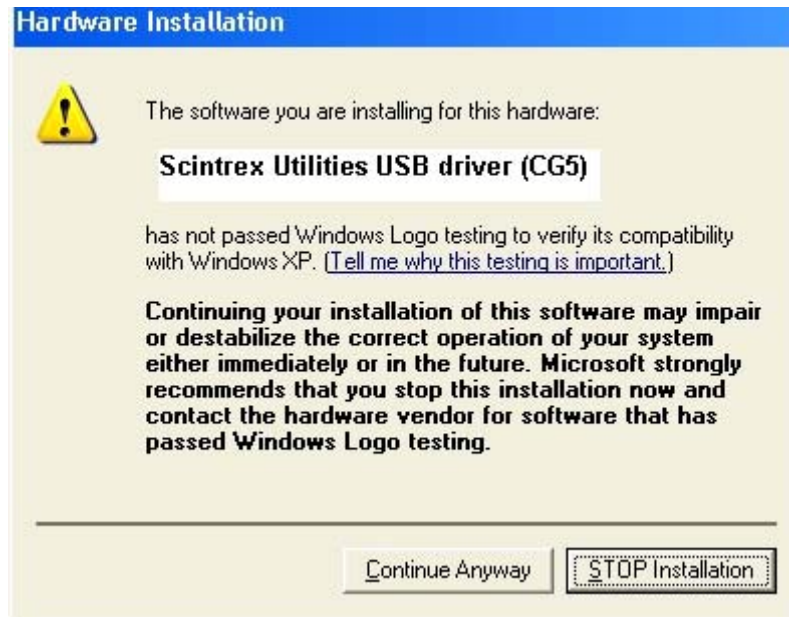 Hardware Installation
The software you are installing for this hardware:
Scintrex Utilities USB driver (CG5)
has not passed Windows Logo testing to verify its compatibility
with Windows XP. (Tell me why this testing is important.)
Continuing your installation of this software may impair
or destabilize the correct operation of your system
either immediately or in the future. Microsoft strongly
recommends that you stop this installation now and
contact the hardware vendor for software that has
passed Windows Logo testing.
Continue Anyway
STOP Installation